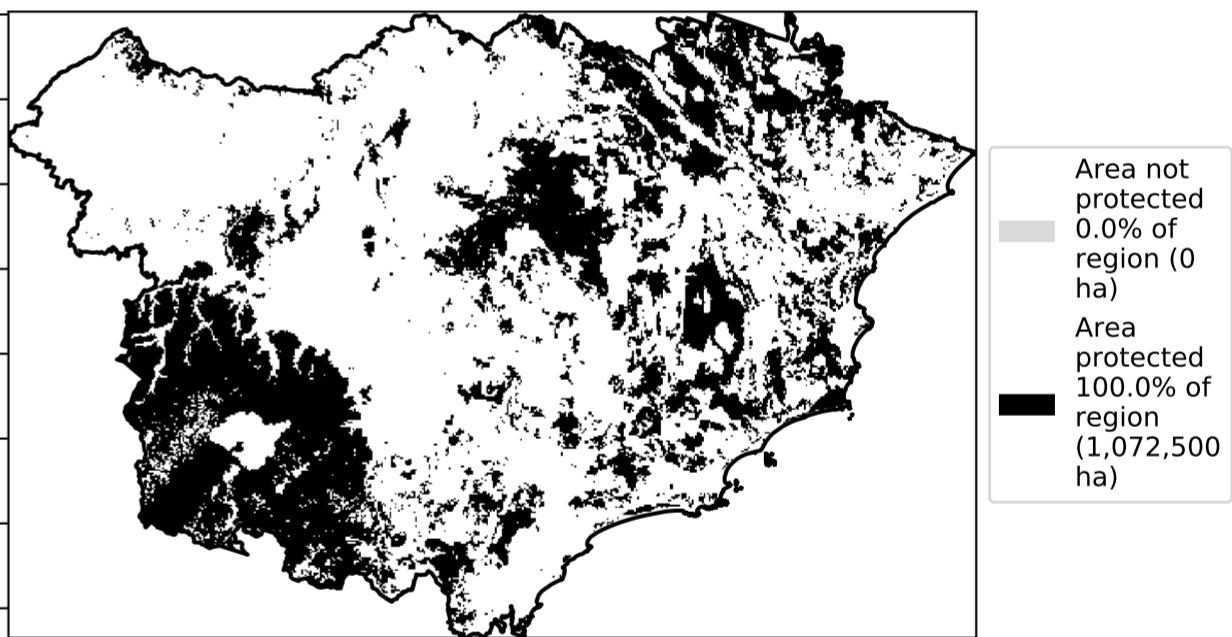 Area not
protected
0.0% of
region (0
ha)
Area
protected
100.0% of
region
(1,072,500
ha)